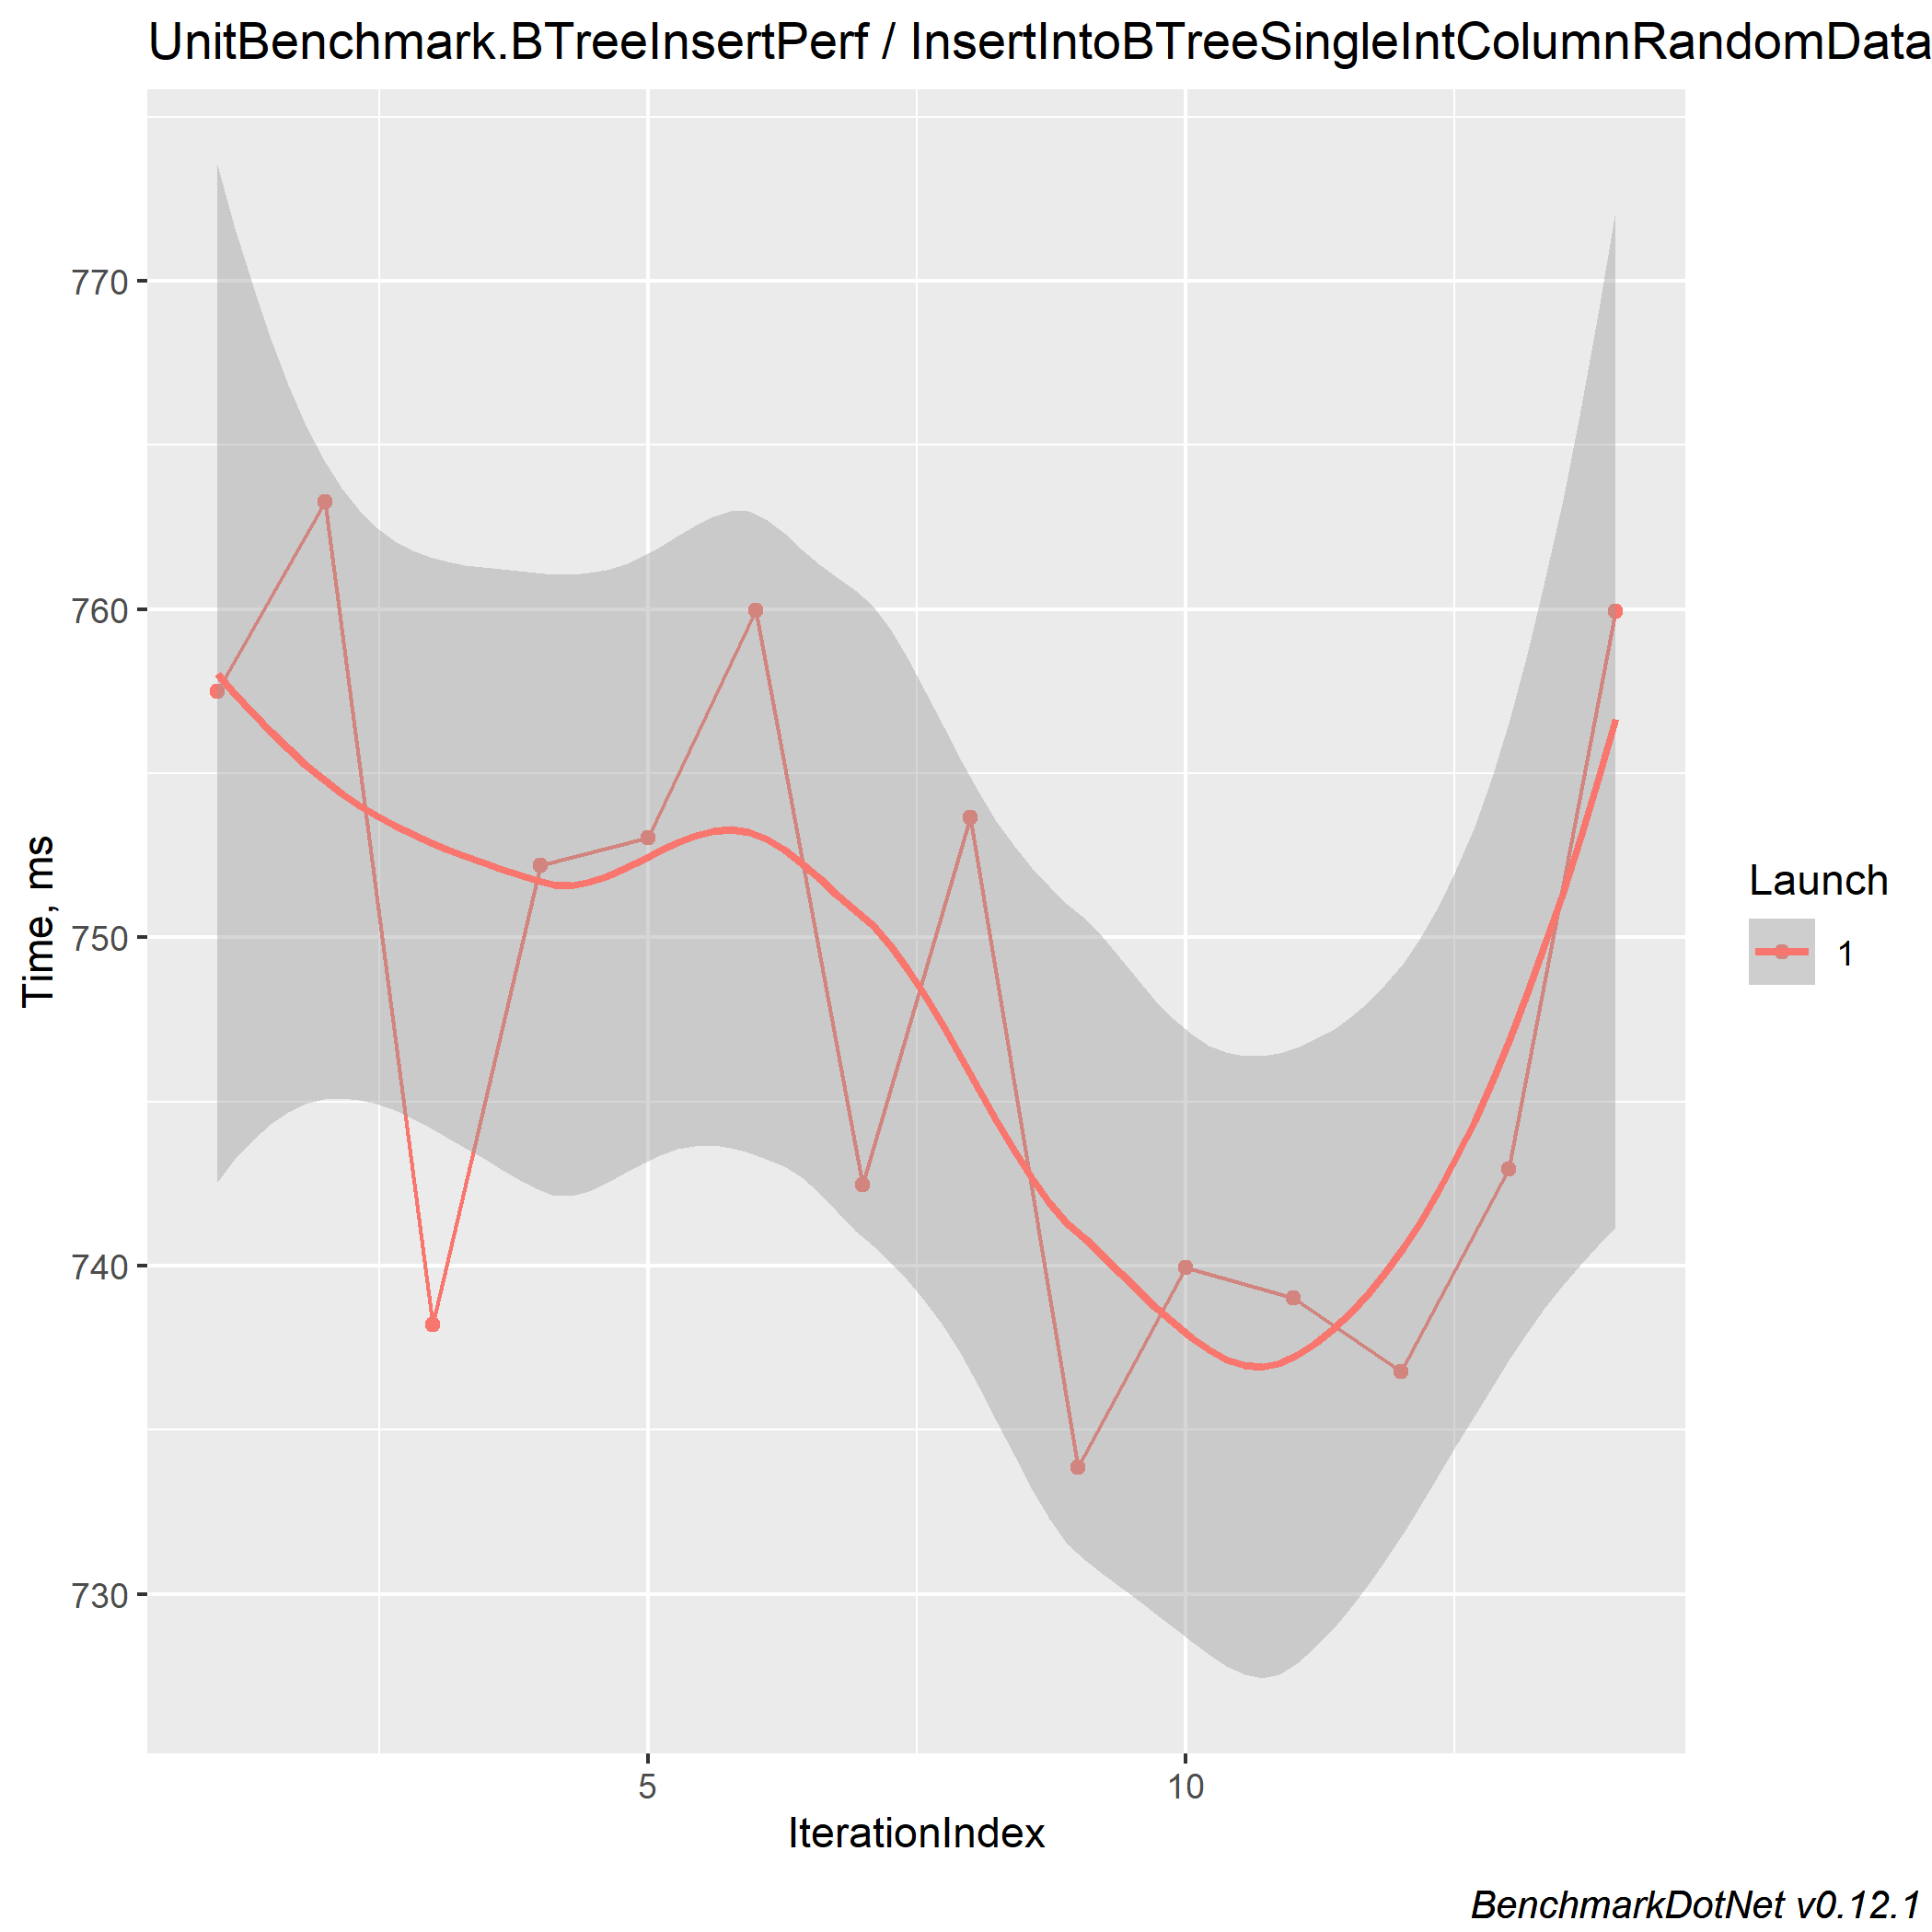 UnitBenchmark.BTreeInsertPerf / InsertIntoBTreeSingleIntColumnRandomData
770
760
750
740
730
Time, ms
5
10
IterationIndex
Launch
1
BenchmarkDotNet v0.12.1